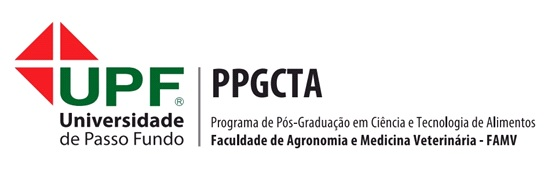 UPF®
Universidade
de Passo Fundo
PPGCTA
Programa de Pós-Graduação em Ciência e Tecnologia de Alimentos
Faculdade de Agronomia e Medicina Veterinária - FAMV